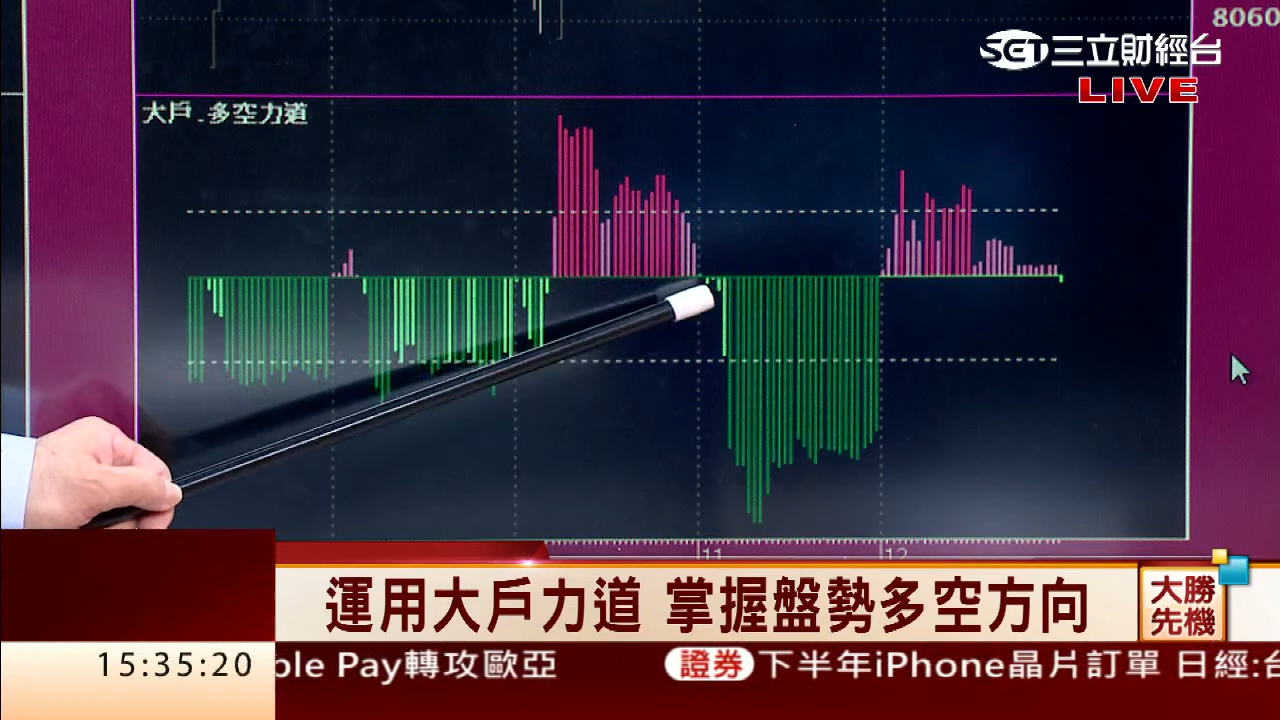 8060
SET三立財經台
LIVE
大戶.多空力道
11
12
運用大戶力道 掌握盤勢多空方向
大勝
先機
15:35:20
ble Pay轉攻歐亞
證券 下半年iPhone晶片訂單 日經:台